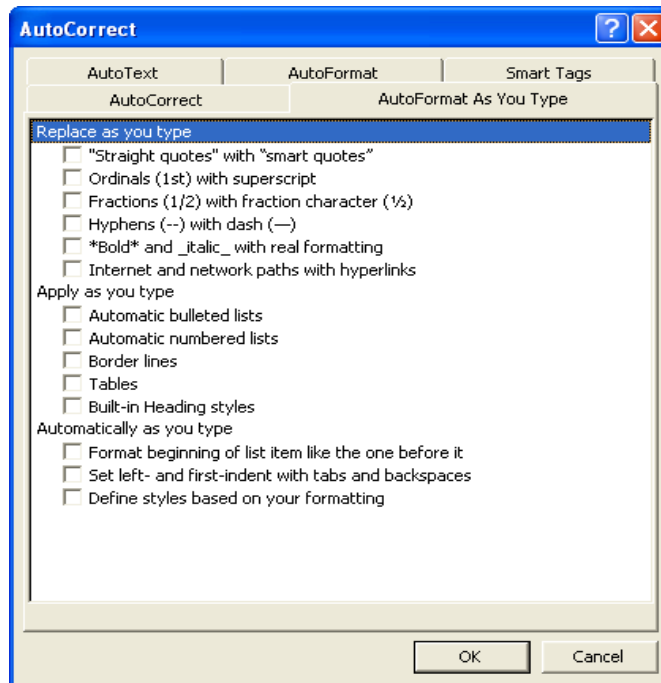 AutoCorrect
AutoText AutoFormat Smart Tags
AutoCorrect AutoFormat As You Type
Replace as you type
"Straight quotes" with “smart quotes”
Ordinals (1st) with superscript
Fractions (1/2) with fraction character (½)
Hyphens (--) with dash (—)
*Bold* and _italic_ with real formatting
Internet and network paths with hyperlinks
Apply as you type
Automatic bulleted lists
Automatic numbered lists
Border lines
Tables
Built-in Heading styles
Automatically as you type
Format beginning of list item like the one before it
Set left- and first-indent with tabs and backspaces
Define styles based on your formatting
OK Cancel